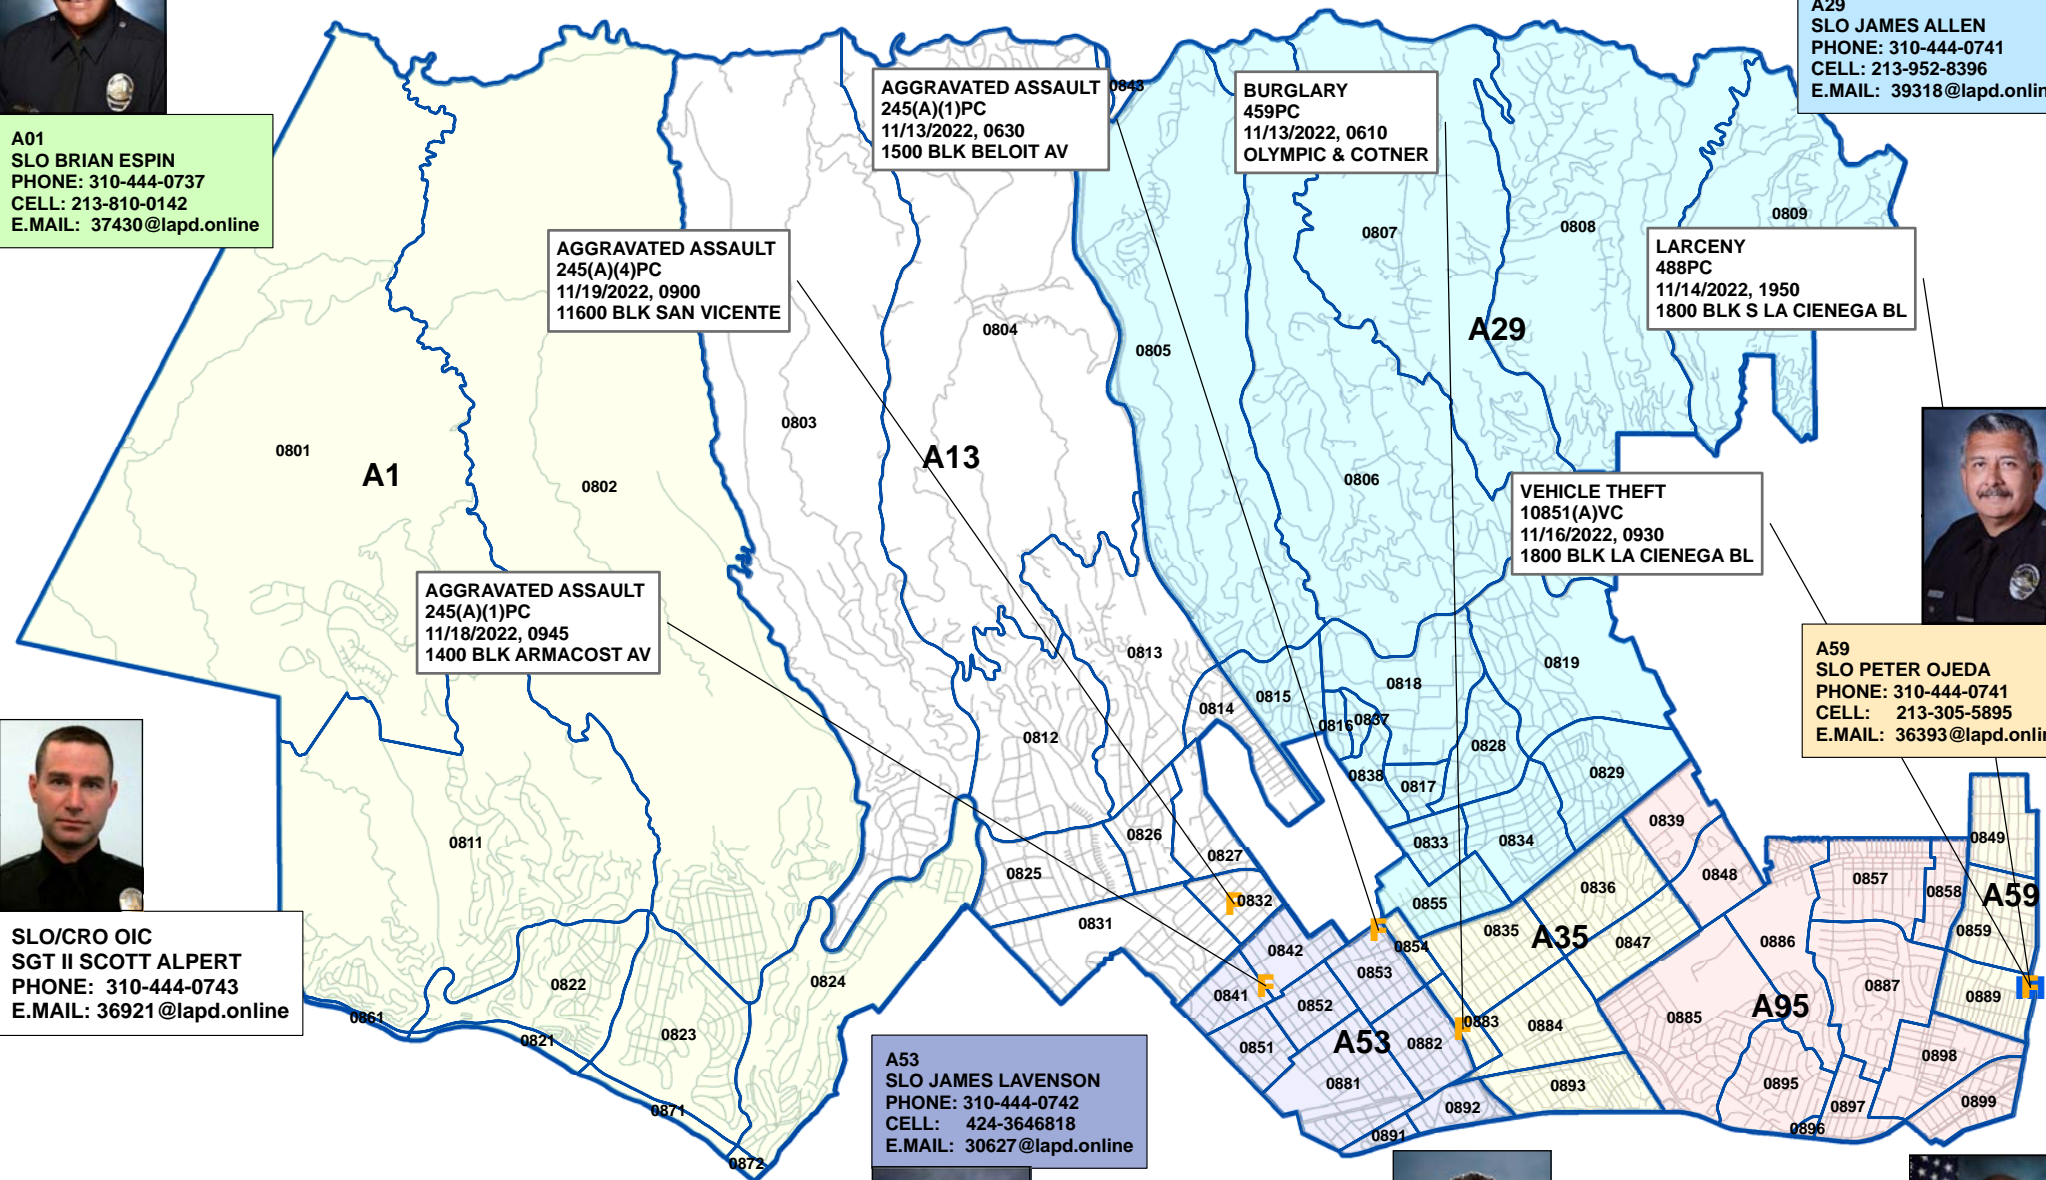 A01
SLO BRIAN ESPIN
PHONE: 310-444-0737
CELL: 213-810-0142
E.MAIL: 37430@lapd.online
A29
SLO JAMES ALLEN
PHONE: 310-444-0741
CELL: 213-952-8396
E.MAIL: 39318@lapd.onlin
AGGRAVATED ASSAULT
245(A)(1)PC
11/13/2022, 0630
1500 BLK BELOIT AV
BURGLARY
459PC
11/13/2022, 0610
OLYMPIC & COTNER
AGGRAVATED ASSAULT
245(A)(4)PC
11/19/2022, 0900
11600 BLK SAN VICENTE
LARCENY
488PC
11/14/2022, 1950
1800 BLK S LA CIENEGA BL
VEHICLE THEFT
10851(A)VC
11/16/2022, 0930
1800 BLK LA CIENEGA BL
AGGRAVATED ASSAULT
245(A)(1)PC
11/18/2022, 0945
1400 BLK ARMACOST AV
A59
SLO PETER OJEDA
PHONE: 310-444-0741
CELL: 213-305-5895
E.MAIL: 36393@lapd.onlin
SLO/CRO OIC
SGT II SCOTT ALPERT
PHONE: 310-444-0743
E.MAIL: 36921@lapd.online
A53
SLO JAMES LAVENSON
PHONE: 310-444-0742
CELL: 424-3646818
E.MAIL: 30627@lapd.online
A1
A13
A29
A35
A53
A59
A95
0843
0809
0808
0807
0804
0805
0803
0801
0802
0806
0813
0819
0818
0815
0814
0816
0837
0812
0828
0838
0817
0829
0811
0826
0827
0833
0834
0839
0849
0825
0848
0857
0858
0836
0832
0855
0831
0835
0859
0842
0854
0847
0886
0853
0824
0822
0841
0887
0889
0852
0861
0885
0883
0884
0821
0823
0851
0882
0898
0881
0893
0895
0871
0892
0897
0899
0891
0896
0872
F
F
F
F
F
H